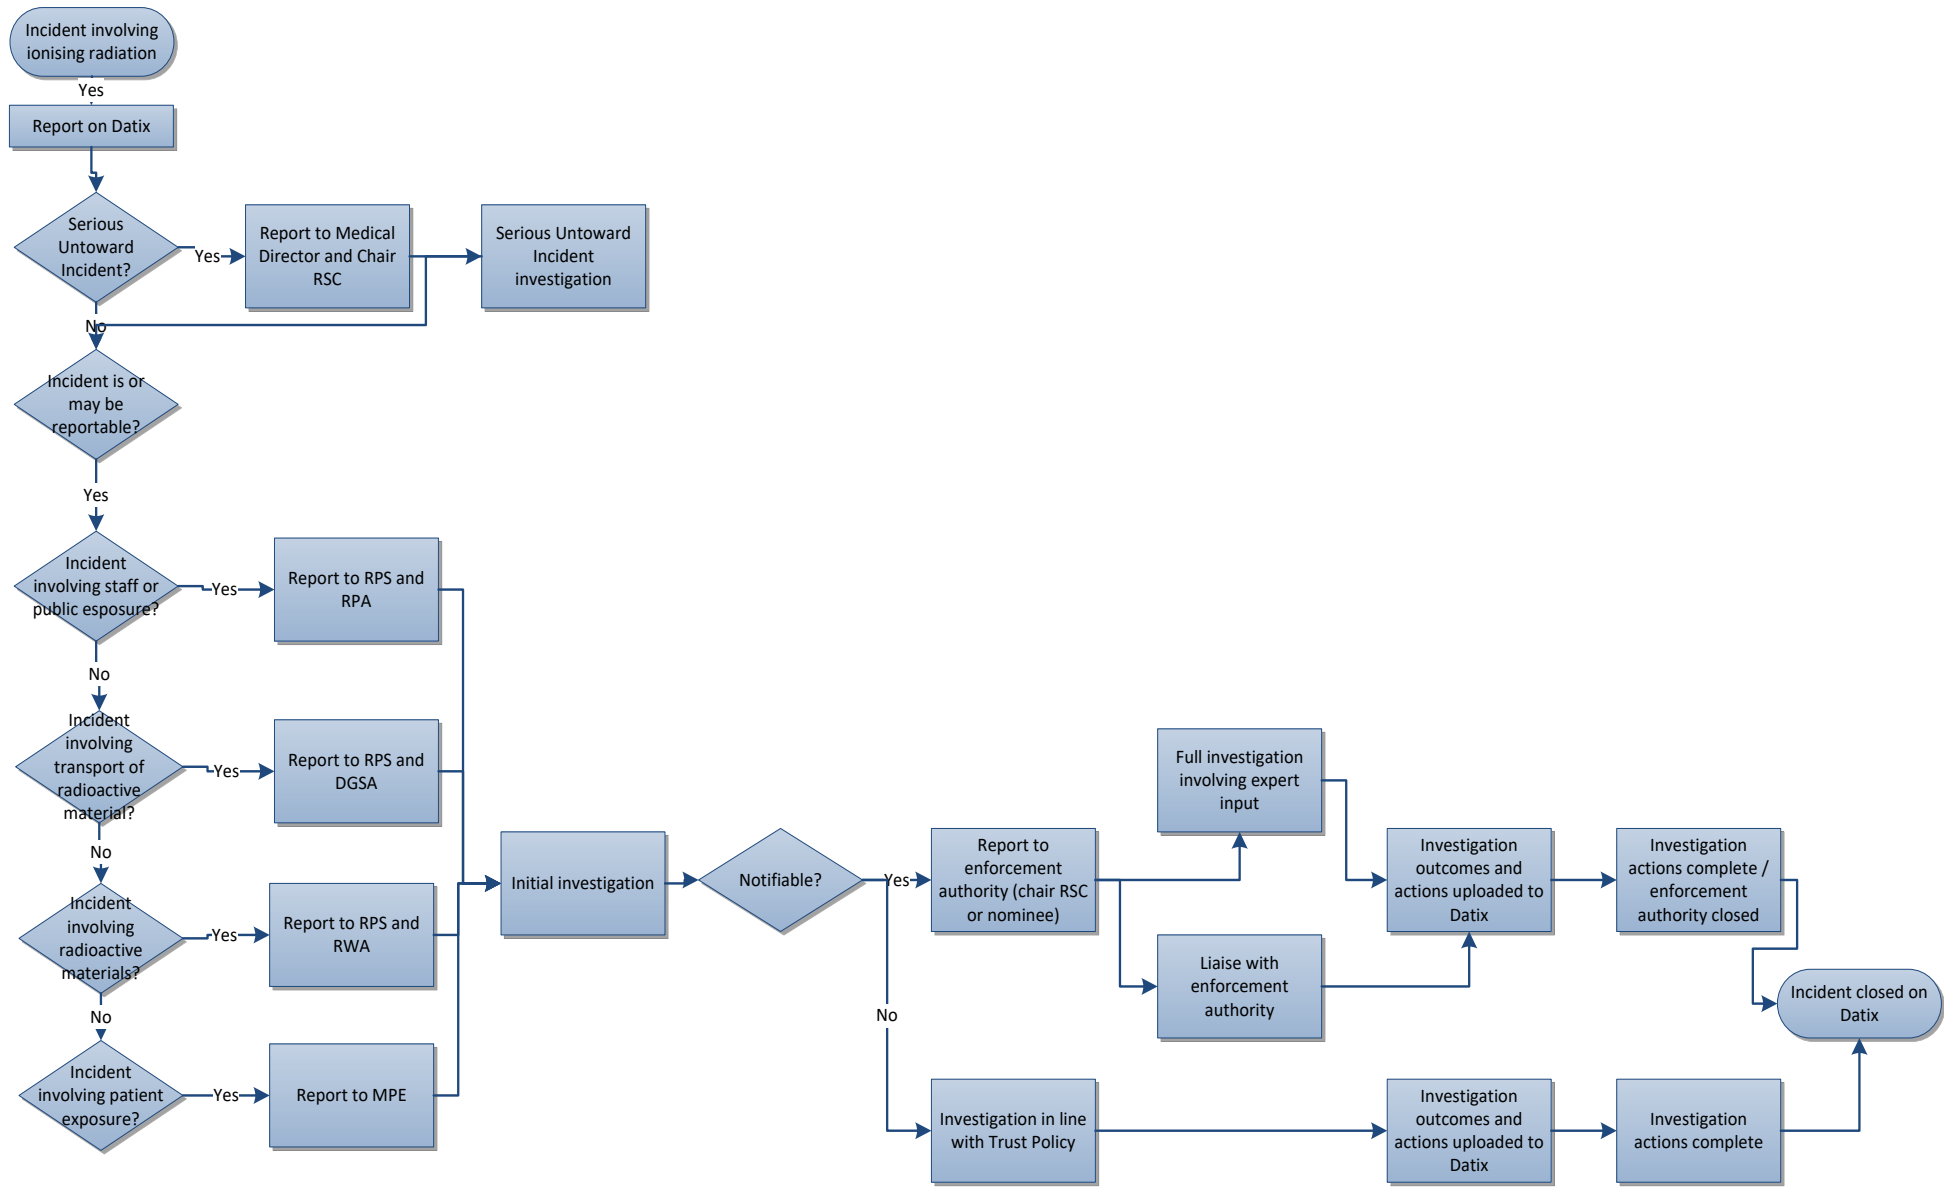 Incident involving
ionising radiation
Yes
Report on Datix
Serious
Untoward
Incident?
Yes
Report to Medical
Director and Chair
RSC
Serious Untoward
Incident
investigation
No
Incident is or
may be
reportable?
Yes
Incident
involving staff or
public esposure?
Yes
Report to RPS and
RPA
No
Incident
involving
transport of
radioactive
material?
Yes
Report to RPS and
DGSA
No
Incident
involving
radioactive
materials?
Yes
Report to RPS and
RWA
No
Incident
involving patient
exposure?
Yes
Report to MPE
Initial investigation
Notifiable?
Yes
Report to
enforcement
authority (chair RSC
or nominee)
Full investigation
involving expert
input
Liaise with
enforcement
authority
Investigation
outcomes and
actions uploaded to
Datix
Investigation
actions complete /
enforcement
authority closed
Incident closed on
Datix
No
Investigation in line
with Trust Policy
Investigation
outcomes and
actions uploaded to
Datix
Investigation
actions complete